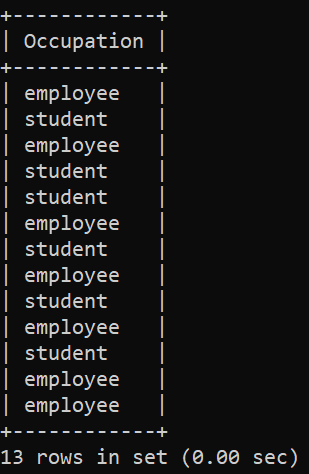 +------------+
| Occupation |
+------------+
| employee   |
| student    |
| employee   |
| student    |
| student    |
| employee   |
| student    |
| employee   |
| student    |
| employee   |
| student    |
| employee   |
| employee   |
+------------+
13 rows in set (0.00 sec)